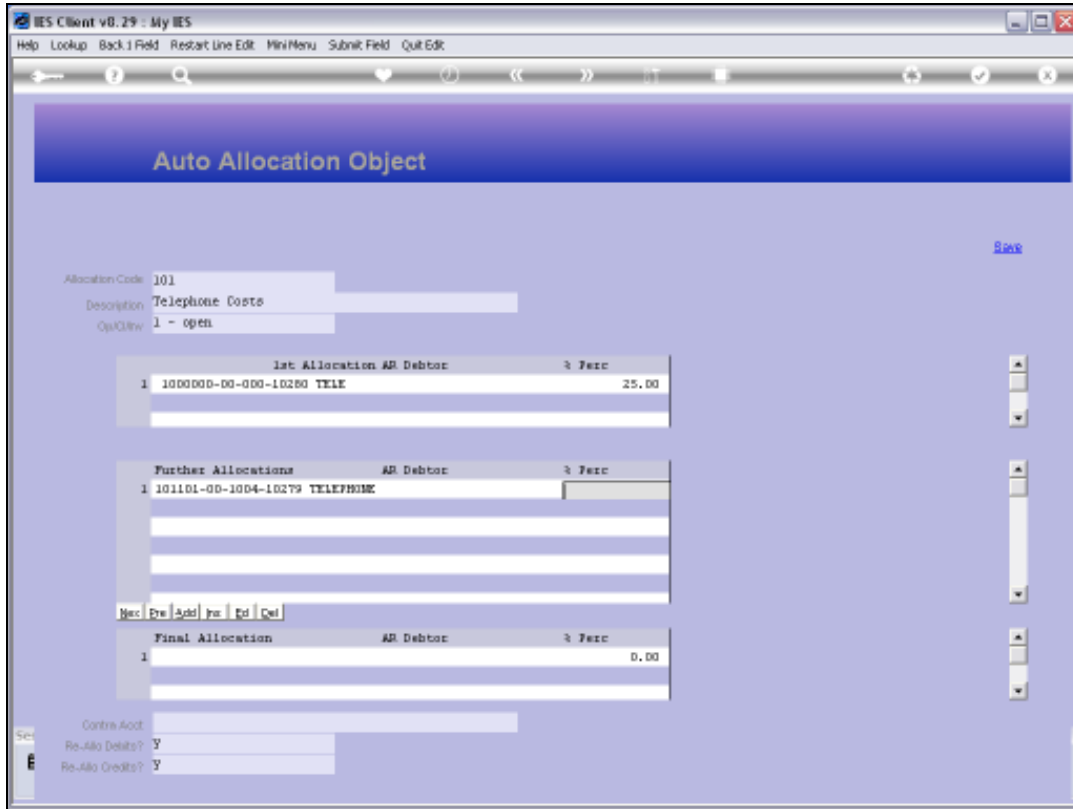 IES Client v8.29 : My IES
Help Lookup Back 1 Field Restart Line Edit Mini Menu Submit Field Quit Edit
Auto Allocation Object
Save
Allocation Code 101
Description Telephone Costs
Op/Cl/Inv 1 - open
1st Allocation AR Debtor % Perc
1 1000000-00-000-10280 TELE 25.00
Further Allocations AR Debtor % Perc
1 101101-00-1004-10279 TELEPHONE
Nex Pre Add Ins Ed Del
Final Allocation AR Debtor % Perc
1 0.00
Contra Acct
Re-Allo Debits? Y
Re-Allo Credits? Y